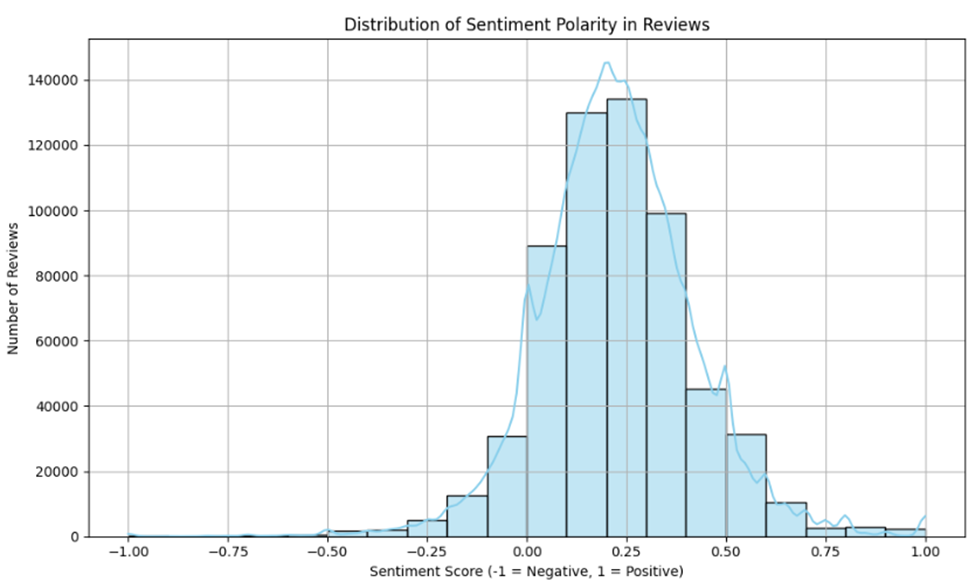 Distribution of Sentiment Polarity in Reviews
Number of Reviews
140000
120000
100000
80000
60000
40000
20000
0
−1.00 −0.75 −0.50 −0.25 0.00 0.25 0.50 0.75 1.00
Sentiment Score (-1 = Negative, 1 = Positive)